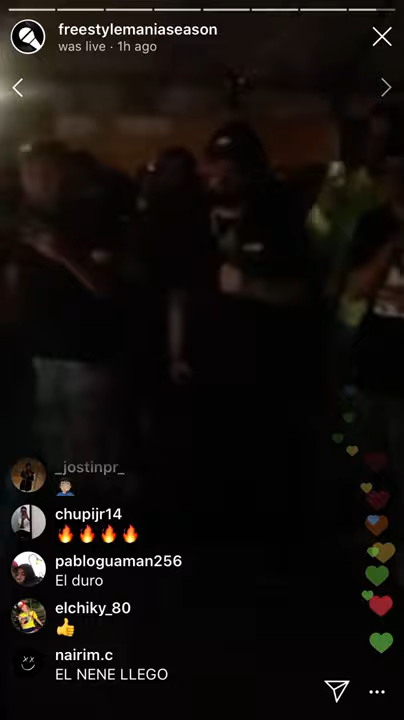 freestylemaniaseason
was live · 1h ago
_jostinpr_
chupijr14
🔥🔥🔥🔥
pabloguaman256
El duro
elchiky_80
👍
nairim.c
EL NENE LLEGO